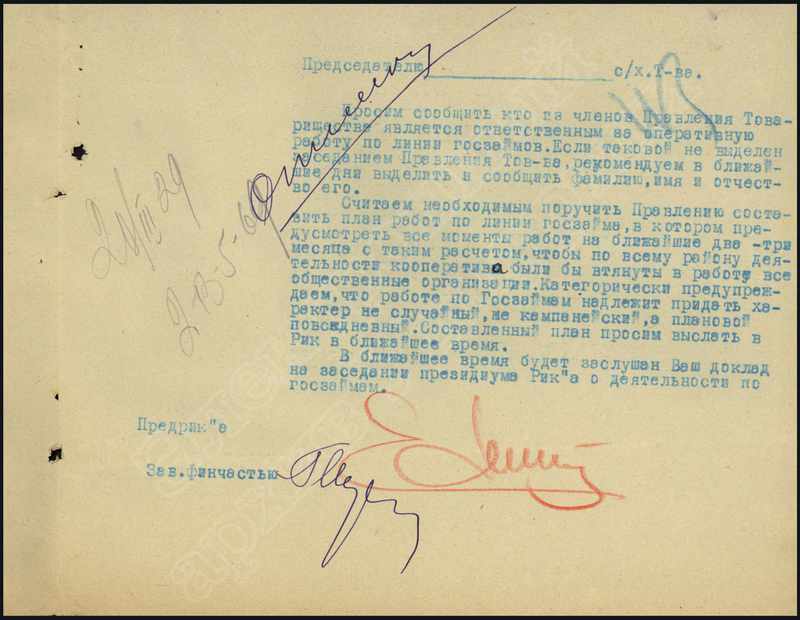 Председателю ______________ с/х.Т-ва.
Просим сообщить кто из членов Правления Това-
рищества является ответственным за оперативную
работу по линии госзаймов.Если таковой не выделен
заседанием Правления Тов-ва,рекомендуем в ближай-
шие дни выделить и сообщить фамилию,имя и отчест-
во его.
Считаем необходимым поручить Правлению соста-
вить план работ по линии госзайма,в котором пре-
дусмотреть все моменты работ на ближайшие два -три
месяца с таким расчетом,чтобы по всему району дея-
тельности кооператива были бы втянуты в работу все
общественные организации.Категорически предупреж-
даем,что работе по Госзаймам надлежит придать ха-
рактер не случайный,не кампанейский,а плановой
повседневный.Составленный план просим выслать в
Рик в ближайшее время.
В ближайшее время будет заслушан Ваш доклад
на заседании президиума Рик"а о деятельности по
госзаймам.
Предрик"а
Зав.финчастью